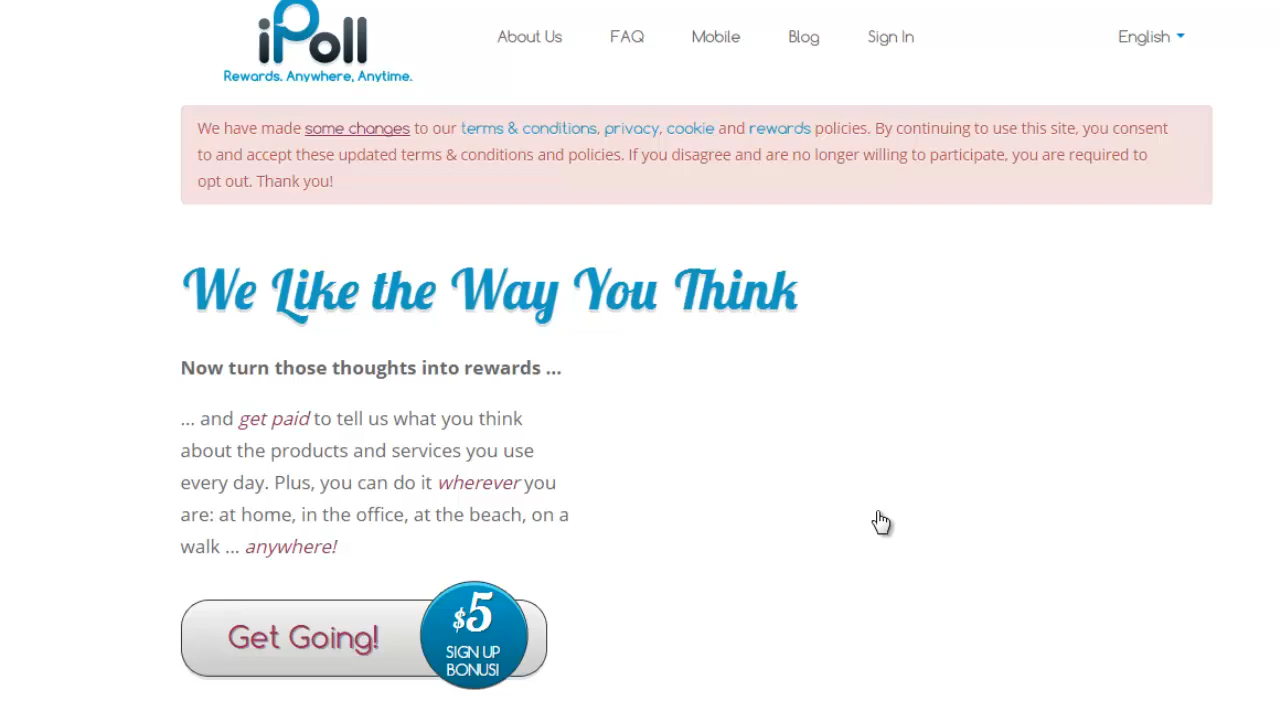 iPoll
Rewards. Anywhere, Anytime.
About Us
FAQ
Mobile
Blog
Sign In
English
We have made some changes to our terms & conditions, privacy, cookie and rewards policies. By continuing to use this site, you consent
to and accept these updated terms & conditions and policies. If you disagree and are no longer willing to participate, you are required to
opt out. Thank you!
We Like the Way You Think
Now turn those thoughts into rewards ...
... and get paid to tell us what you think
about the products and services you use
every day. Plus, you can do it wherever you
are: at home, in the office, at the beach, on a
walk ... anywhere!
Get Going!
$5
SIGN UP
BONUS!